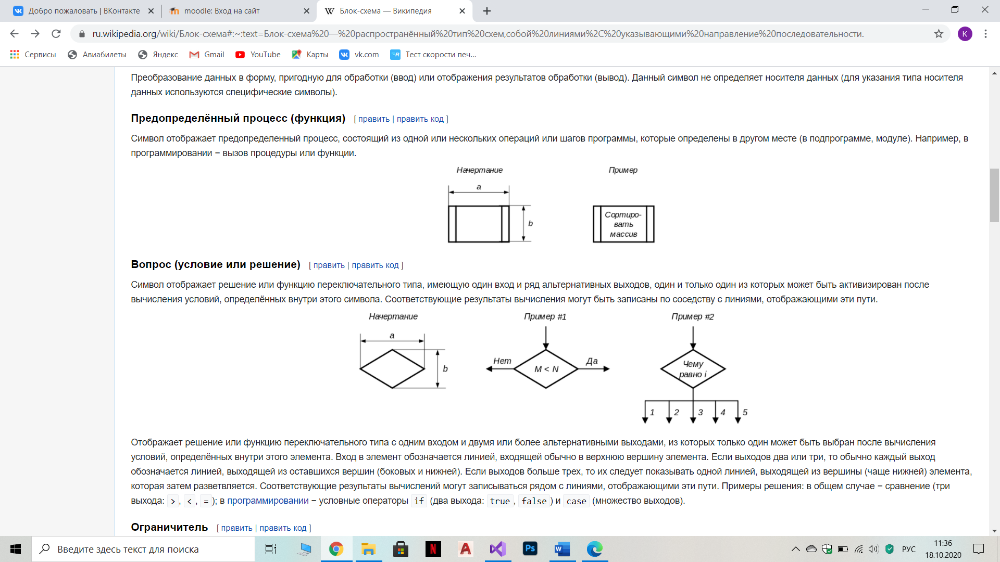 Добро пожаловать | ВКонтакте
moodle: Вход на сайт
Блок-схема — Википедия
ru.wikipedia.org/wiki/Блок-схема#:~:text=Блок-схема%20—%20распространённый%20тип%20схем,собой%20линиями%2C%20указывающими%20направление%20последовательности.
K
Сервисы Авиабилеты Яндекс Gmail YouTube Карты vk.com Тест скорости печ...
Преобразование данных в форму, пригодную для обработки (ввод) или отображения результатов обработки (вывод). Данный символ не определяет носителя данных (для указания типа носителя
данных используются специфические символы).
Предопределённый процесс (функция) [ править | править код ]
Символ отображает предопределенный процесс, состоящий из одной или нескольких операций или шагов программы, которые определены в другом месте (в подпрограмме, модуле). Например, в
программировании − вызов процедуры или функции.
Начертание Пример
a
b
Сортиро-
вать
массив
Вопрос (условие или решение) [ править | править код ]
Символ отображает решение или функцию переключательного типа, имеющую один вход и ряд альтернативных выходов, один и только один из которых может быть активизирован после
вычисления условий, определённых внутри этого символа. Соответствующие результаты вычисления могут быть записаны по соседству с линиями, отображающими эти пути.
Начертание Пример #1 Пример #2
a
b
Нет M < N Да
Чему
равно i
1 2 3 4 5
Отображает решение или функцию переключательного типа с одним входом и двумя или более альтернативными выходами, из которых только один может быть выбран после вычисления
условий, определённых внутри этого элемента. Вход в элемент обозначается линией, входящей обычно в верхнюю вершину элемента. Если выходов два или три, то обычно каждый выход
обозначается линией, выходящей из оставшихся вершин (боковых и нижней). Если выходов больше трех, то их следует показывать одной линией, выходящей из вершины (чаще нижней) элемента,
которая затем разветвляется. Соответствующие результаты вычислений могут записываться рядом с линиями, отображающими эти пути. Примеры решения: в общем случае − сравнение (три
выхода: >, <, =); в программировании − условные операторы if (два выхода: true, false) и case (множество выходов).
Ограничитель [ править | править код ]
Введите здесь текст для поиска
N
A
Ps
W
РУС
11:36
18.10.2020